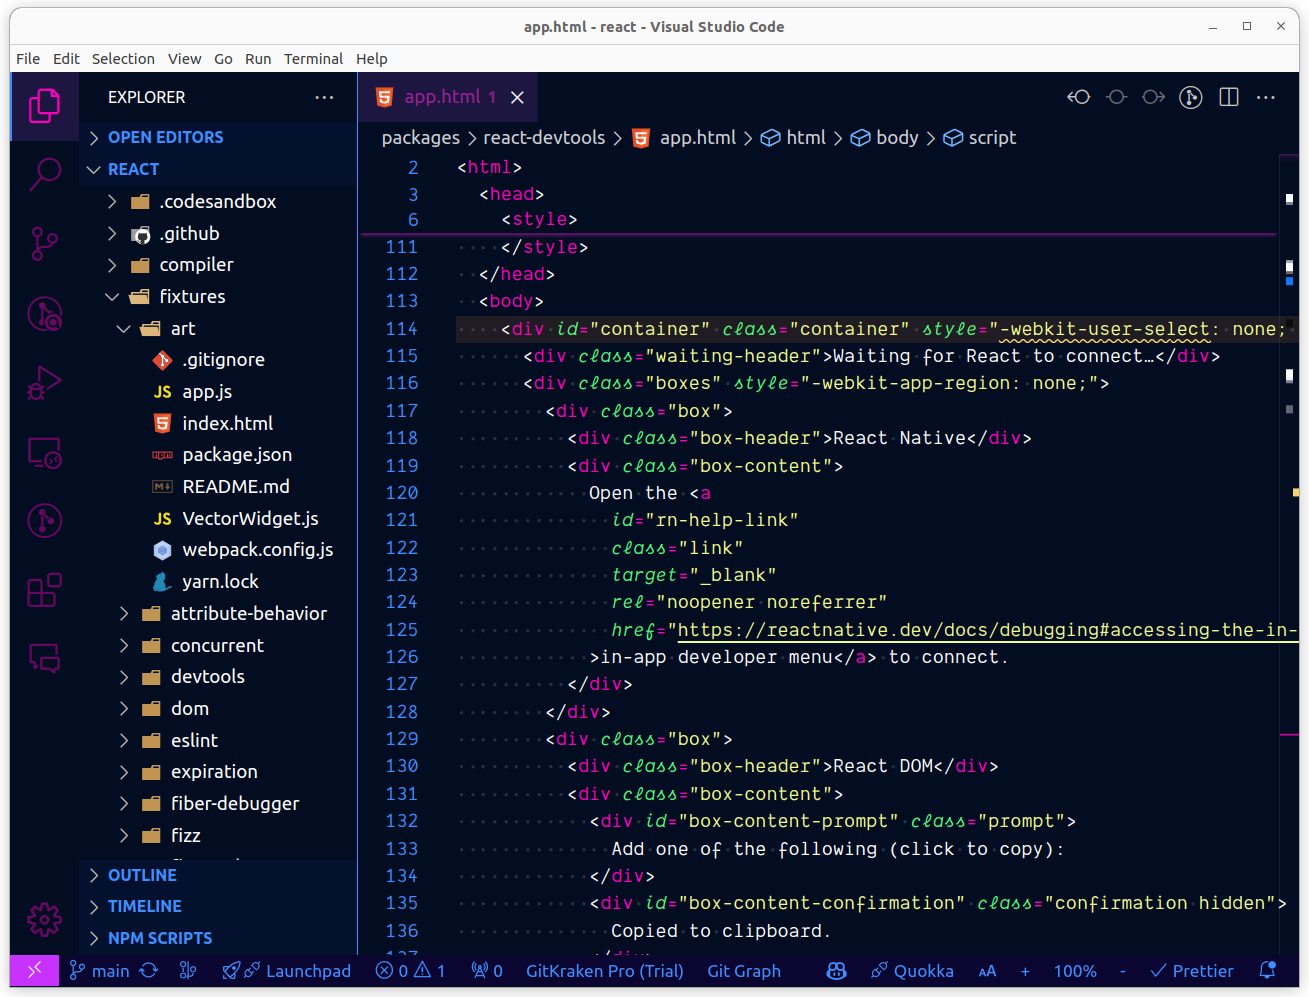 app.html - react - Visual Studio Code
File Edit Selection View Go Run Terminal Help
EXPLORER
OPEN EDITORS
REACT
.codesandbox
.github
compiler
fixtures
art
.gitignore
JS app.js
index.html
npm package.json
M README.md
JS VectorWidget.js
webpack.config.js
yarn.lock
attribute-behavior
concurrent
devtools
dom
eslint
expiration
fiber-debugger
fizz
OUTLINE
TIMELINE
NPM SCRIPTS
app.html 1
packages > react-devtools > app.html > html > body > script
2 <html>
3 <head>
6 <style>
111 </style>
112 </head>
113 <body>
114 <div id="container" class="container" style="-webkit-user-select: none;
115 <div class="waiting-header">Waiting for React to connect…</div>
116 <div class="boxes" style="-webkit-app-region: none;">
117 <div class="box">
118 <div class="box-header">React Native</div>
119 <div class="box-content">
120 Open the <a
121 id="rn-help-link"
122 class="link"
123 target="_blank"
124 rel="noopener noreferrer"
125 href="https://reactnative.dev/docs/debugging#accessing-the-in-
126 >in-app developer menu</a> to connect.
127 </div>
128 </div>
129 <div class="box">
130 <div class="box-header">React DOM</div>
131 <div class="box-content">
132 <div id="box-content-prompt" class="prompt">
133 Add one of the following (click to copy):
134 </div>
135 <div id="box-content-confirmation" class="confirmation hidden">
136 Copied to clipboard.
137 </div>
main Launchpad 0 1 0 GitKraken Pro (Trial) Git Graph Quokka AA + 100% - Prettier